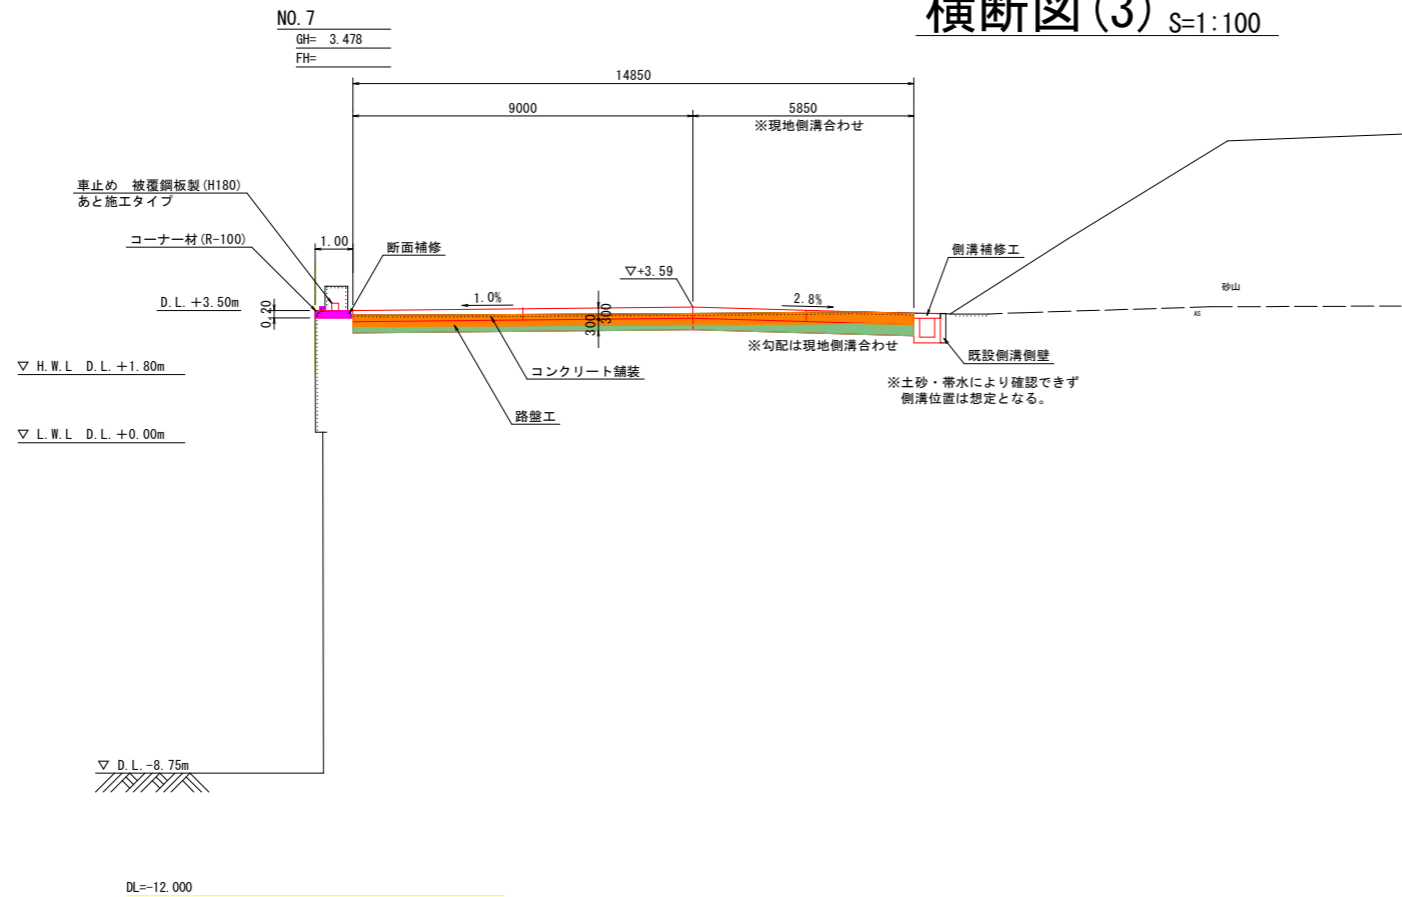 横断図(3) S=1:100
NO. 7
GH= 3.478
FH=
14850
9000
5850
※現地側溝合わせ
車止め 被覆鋼板製(H180)
あと施工タイプ
コーナー材(R-100)
1.00
断面補修
側溝補修工
▽+3.59
D.L. +3.50m
0.20
1.0%
300
300
2.8%
砂山
AS
※勾配は現地側溝合わせ
既設側溝側壁
▽ H.W.L D.L. +1.80m
コンクリート舗装
※土砂・帯水により確認できず
側溝位置は想定となる。
路盤工
▽ L.W.L D.L. +0.00m
▽ D.L.-8.75m
DL=-12.000